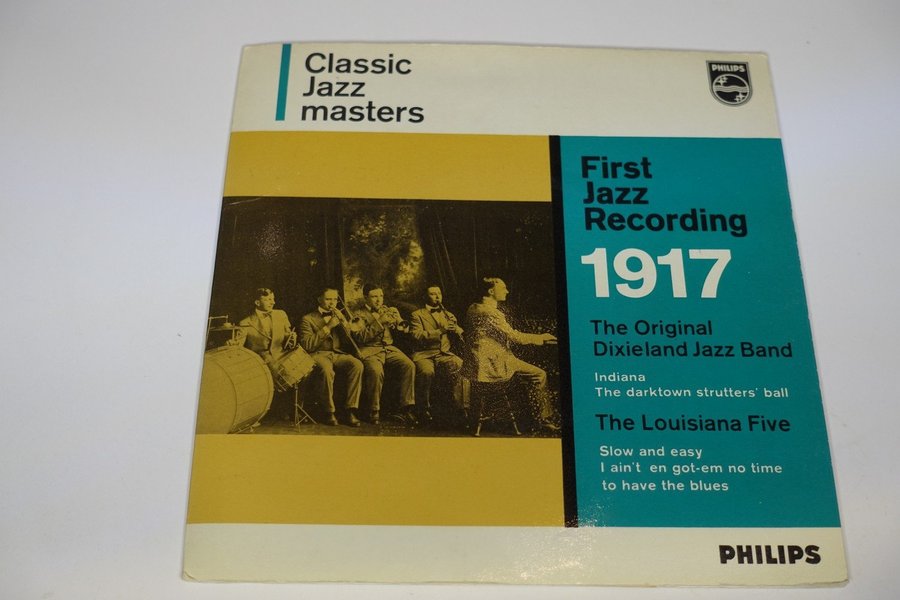 Classic
Jazz
masters
PHILIPS
First
Jazz
Recording
1917
The Original
Dixieland Jazz Band
Indiana
The darktown strutters' ball
The Louisiana Five
Slow and easy
I ain't en got-em no time
to have the blues
PHILIPS